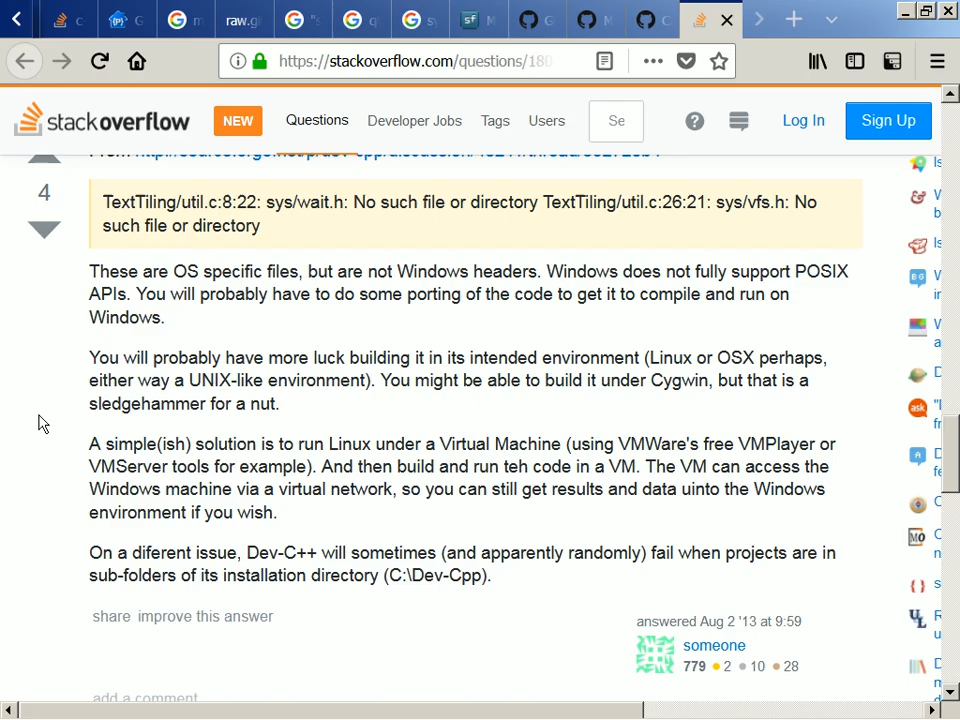 raw.g
https://stackoverflow.com/questions/180
stackoverflow NEW Questions Developer Jobs Tags Users Se Log In Sign Up
4
TextTiling/util.c:8:22: sys/wait.h: No such file or directory TextTiling/util.c:26:21: sys/vfs.h: No
such file or directory
These are OS specific files, but are not Windows headers. Windows does not fully support POSIX
APIs. You will probably have to do some porting of the code to get it to compile and run on
Windows.
You will probably have more luck building it in its intended environment (Linux or OSX perhaps,
either way a UNIX-like environment). You might be able to build it under Cygwin, but that is a
sledgehammer for a nut.
A simple(ish) solution is to run Linux under a Virtual Machine (using VMWare's free VMPlayer or
VMServer tools for example). And then build and run teh code in a VM. The VM can access the
Windows machine via a virtual network, so you can still get results and data uinto the Windows
environment if you wish.
On a diferent issue, Dev-C++ will sometimes (and apparently randomly) fail when projects are in
sub-folders of its installation directory (C:\Dev-Cpp).
share improve this answer
answered Aug 2 '13 at 9:59
someone
779 2 10 28
add a comment